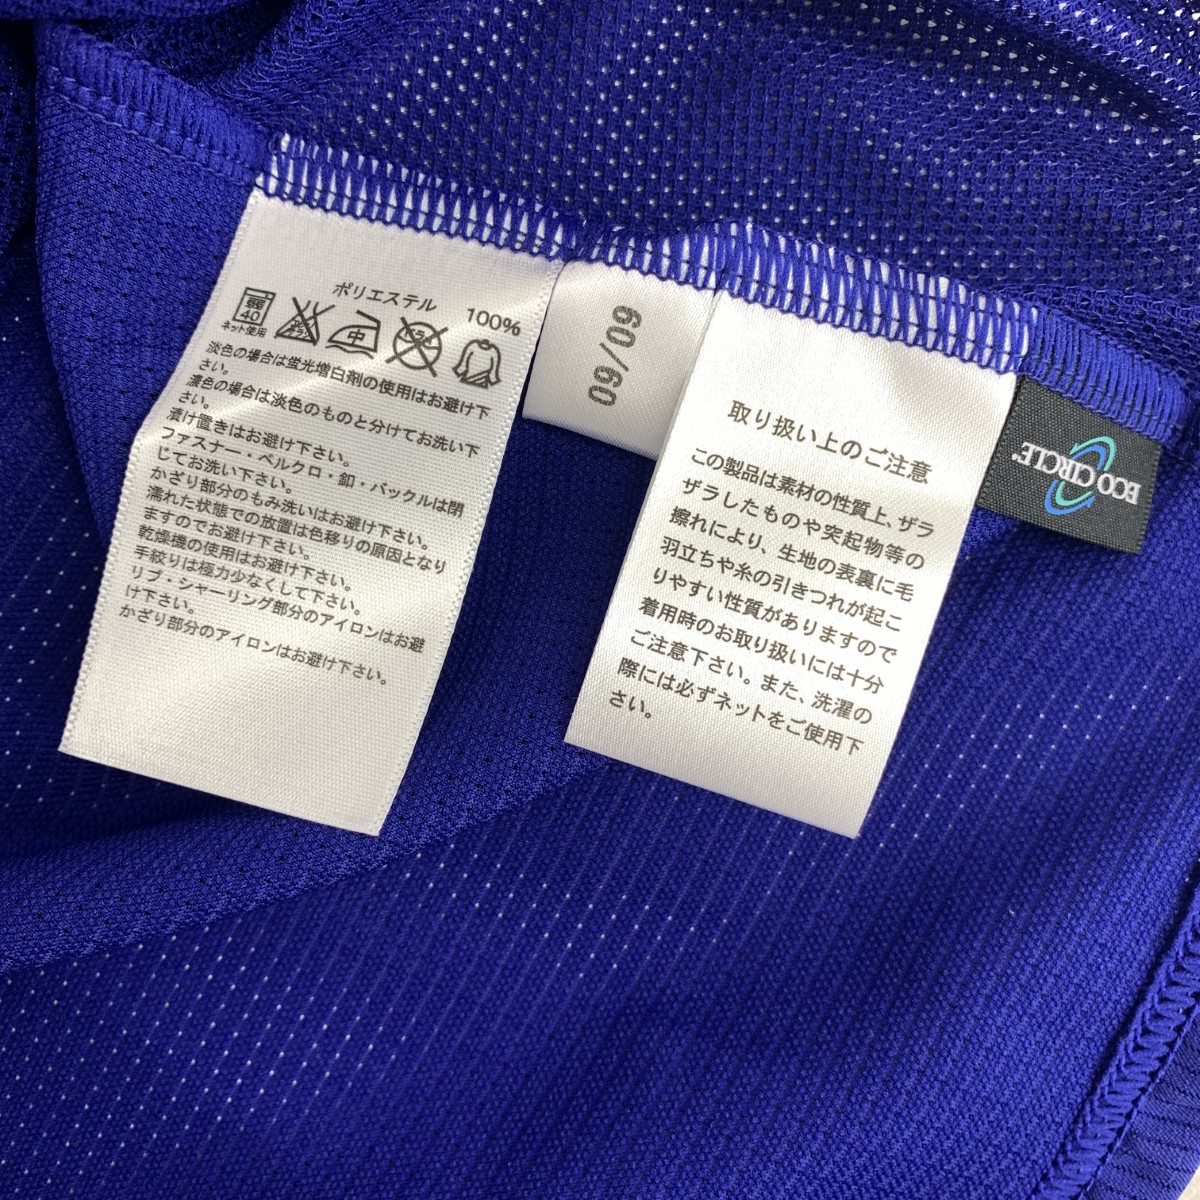 ポリエステル
100%
弱
40
ネット使用
エンソ
サラシ
中
ドライ
淡色の場合は蛍光増白剤の使用はお避け下
さい。
濃色の場合は淡色のものと分けてお洗い下
さい。
漬け置きはお避け下さい。
ファスナー・ベルクロ・釦・バックルは閉
じてお洗い下さい。
かざり部分のもみ洗いはお避け下さい。
濡れた状態での放置は色移りの原因となり
ますのでお避け下さい。
乾燥機の使用はお避け下さい。
手絞りは極力少なくして下さい。
リブ・シャーリング部分のアイロンはお避
け下さい。
かざり部分のアイロンはお避け下さい。
09/09
取り扱い上のご注意
この製品は素材の性質上、ザラ
ザラしたものや突起物等の
擦れにより、生地の表裏に毛
羽立ちや糸の引きつれが起こ
りやすい性質がありますので
着用時のお取り扱いには十分
ご注意下さい。また、洗濯の
際には必ずネットをご使用下
さい。
ECO CIRCLE